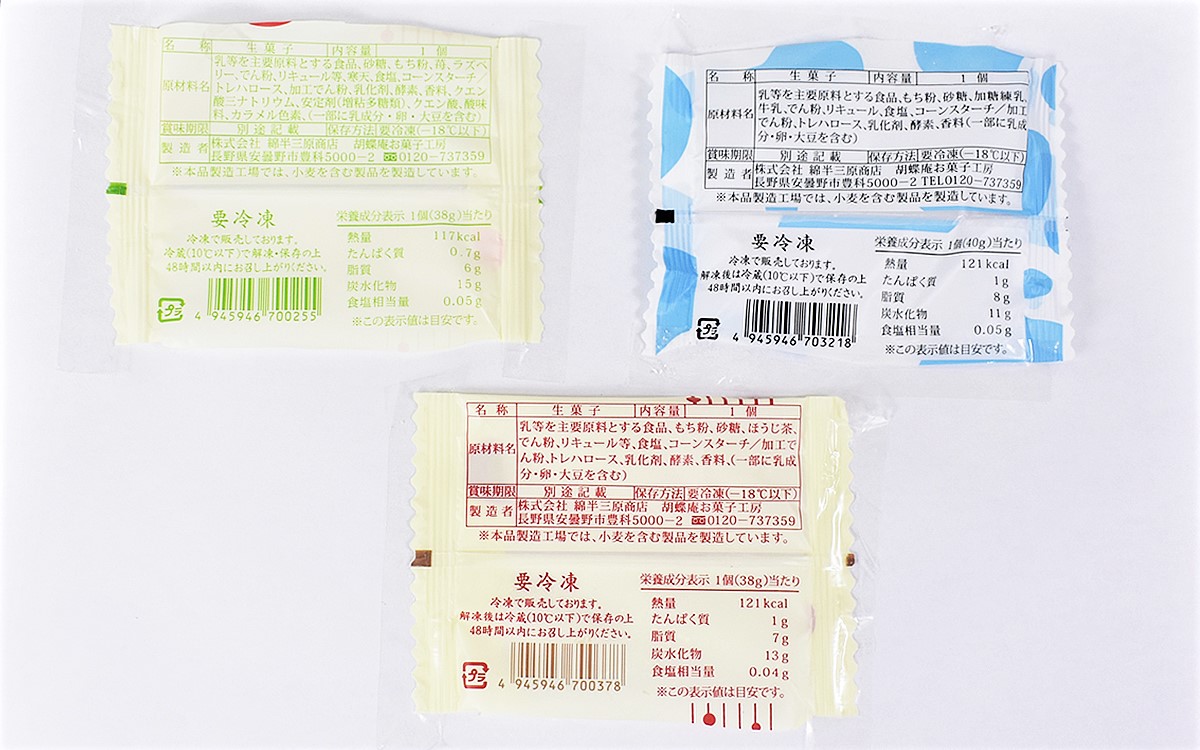 名 称 生菓子 内容量 1個
原材料名 乳等を主要原料とする食品、砂糖、もち粉、苺、ラズベ
リー、でん粉、リキュール等、寒天、食塩、コーンスターチ/
トレハロース、加工でん粉、乳化剤、酵素、香料、クエン
酸三ナトリウム、安定剤(増粘多糖類)、クエン酸、酸味
料、カラメル色素、(一部に乳成分・卵・大豆を含む)
賞味期限 別途記載 保存方法 要冷凍(-18℃以下)
製造者 株式会社 綿半三原商店 胡蝶庵お菓子工房
長野県安曇野市豊科5000-2 0120-737359
※本品製造工場では、小麦を含む製品を製造しています。
要冷凍
冷凍で販売しております。
冷蔵(10℃以下)で解凍・保存の上
48時間以内にお召し上がりください。
プラ
4 945946 700255
栄養成分表示 1個(38g)当たり
熱量 117kcal
たんぱく質 0.7g
脂質 6g
炭水化物 15g
食塩相当量 0.05g
※この表示値は目安です。
名 称 生菓子 内容量 1個
原材料名 乳等を主要原料とする食品、もち粉、砂糖、加糖練乳、
牛乳、でん粉、リキュール、食塩、コーンスターチ/加工
でん粉、トレハロース、乳化剤、酵素、香料(一部に乳成
分・卵・大豆を含む)
賞味期限 別途記載 保存方法 要冷凍(-18℃以下)
製造者 株式会社 綿半三原商店 胡蝶庵お菓子工房
長野県安曇野市豊科5000-2 TEL0120-737359
※本品製造工場では、小麦を含む製品を製造しています。
要冷凍
冷凍で販売しております。
解凍後は冷蔵(10℃以下)で保存の上
48時間以内にお召し上がりください。
プラ
4 945946 703218
栄養成分表示 1個(40g)当たり
熱量 121kcal
たんぱく質 1g
脂質 8g
炭水化物 11g
食塩相当量 0.05g
※この表示値は目安です。
名 称 生菓子 内容量 1個
原材料名 乳等を主要原料とする食品、もち粉、砂糖、ほうじ茶、
でん粉、リキュール等、食塩、コーンスターチ/加工で
ん粉、トレハロース、乳化剤、酵素、香料、(一部に乳成
分・卵・大豆を含む)
賞味期限 別途記載 保存方法 要冷凍(-18℃以下)
製造者 株式会社 綿半三原商店 胡蝶庵お菓子工房
長野県安曇野市豊科5000-2 0120-737359
※本品製造工場では、小麦を含む製品を製造しています。
要冷凍
冷凍で販売しております。
解凍後は冷蔵(10℃以下)で保存の上
48時間以内にお召し上がりください。
プラ
4 945946 700378
栄養成分表示 1個(38g)当たり
熱量 121kcal
たんぱく質 1g
脂質 7g
炭水化物 13g
食塩相当量 0.04g
※この表示値は目安です。